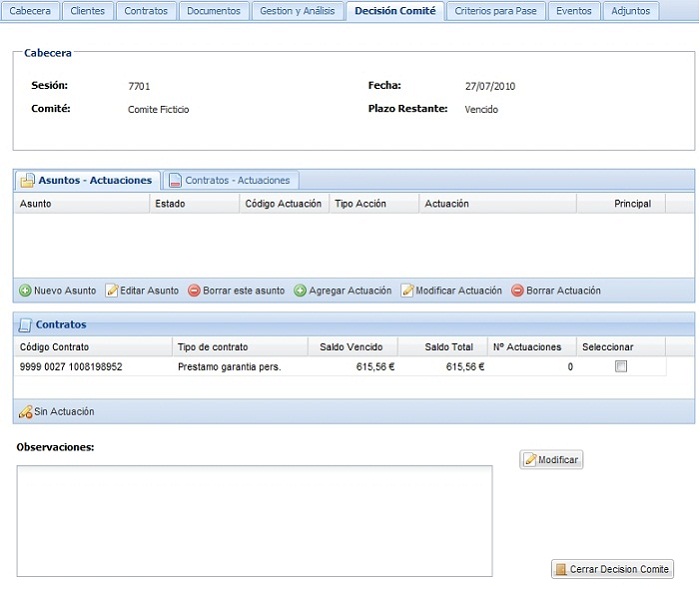 Cabecera Clientes Contratos Documentos Gestion y Análisis Decisión Comité Criterios para Pase Eventos Adjuntos
Cabecera
Sesión: 7701 Fecha: 27/07/2010
Comité: Comite Ficticio Plazo Restante: Vencido
Asuntos - Actuaciones Contratos - Actuaciones
Asunto Estado Código Actuación Tipo Acción Actuación Principal
Nuevo Asunto Editar Asunto Borrar este asunto Agregar Actuación Modificar Actuación Borrar Actuación
Contratos
Código Contrato Tipo de contrato Saldo Vencido Saldo Total Nº Actuaciones Seleccionar
9999 0027 1008198952 Prestamo garantia pers. 615,56 € 615,56 € 0
Sin Actuación
Observaciones:
Modificar
Cerrar Decision Comite